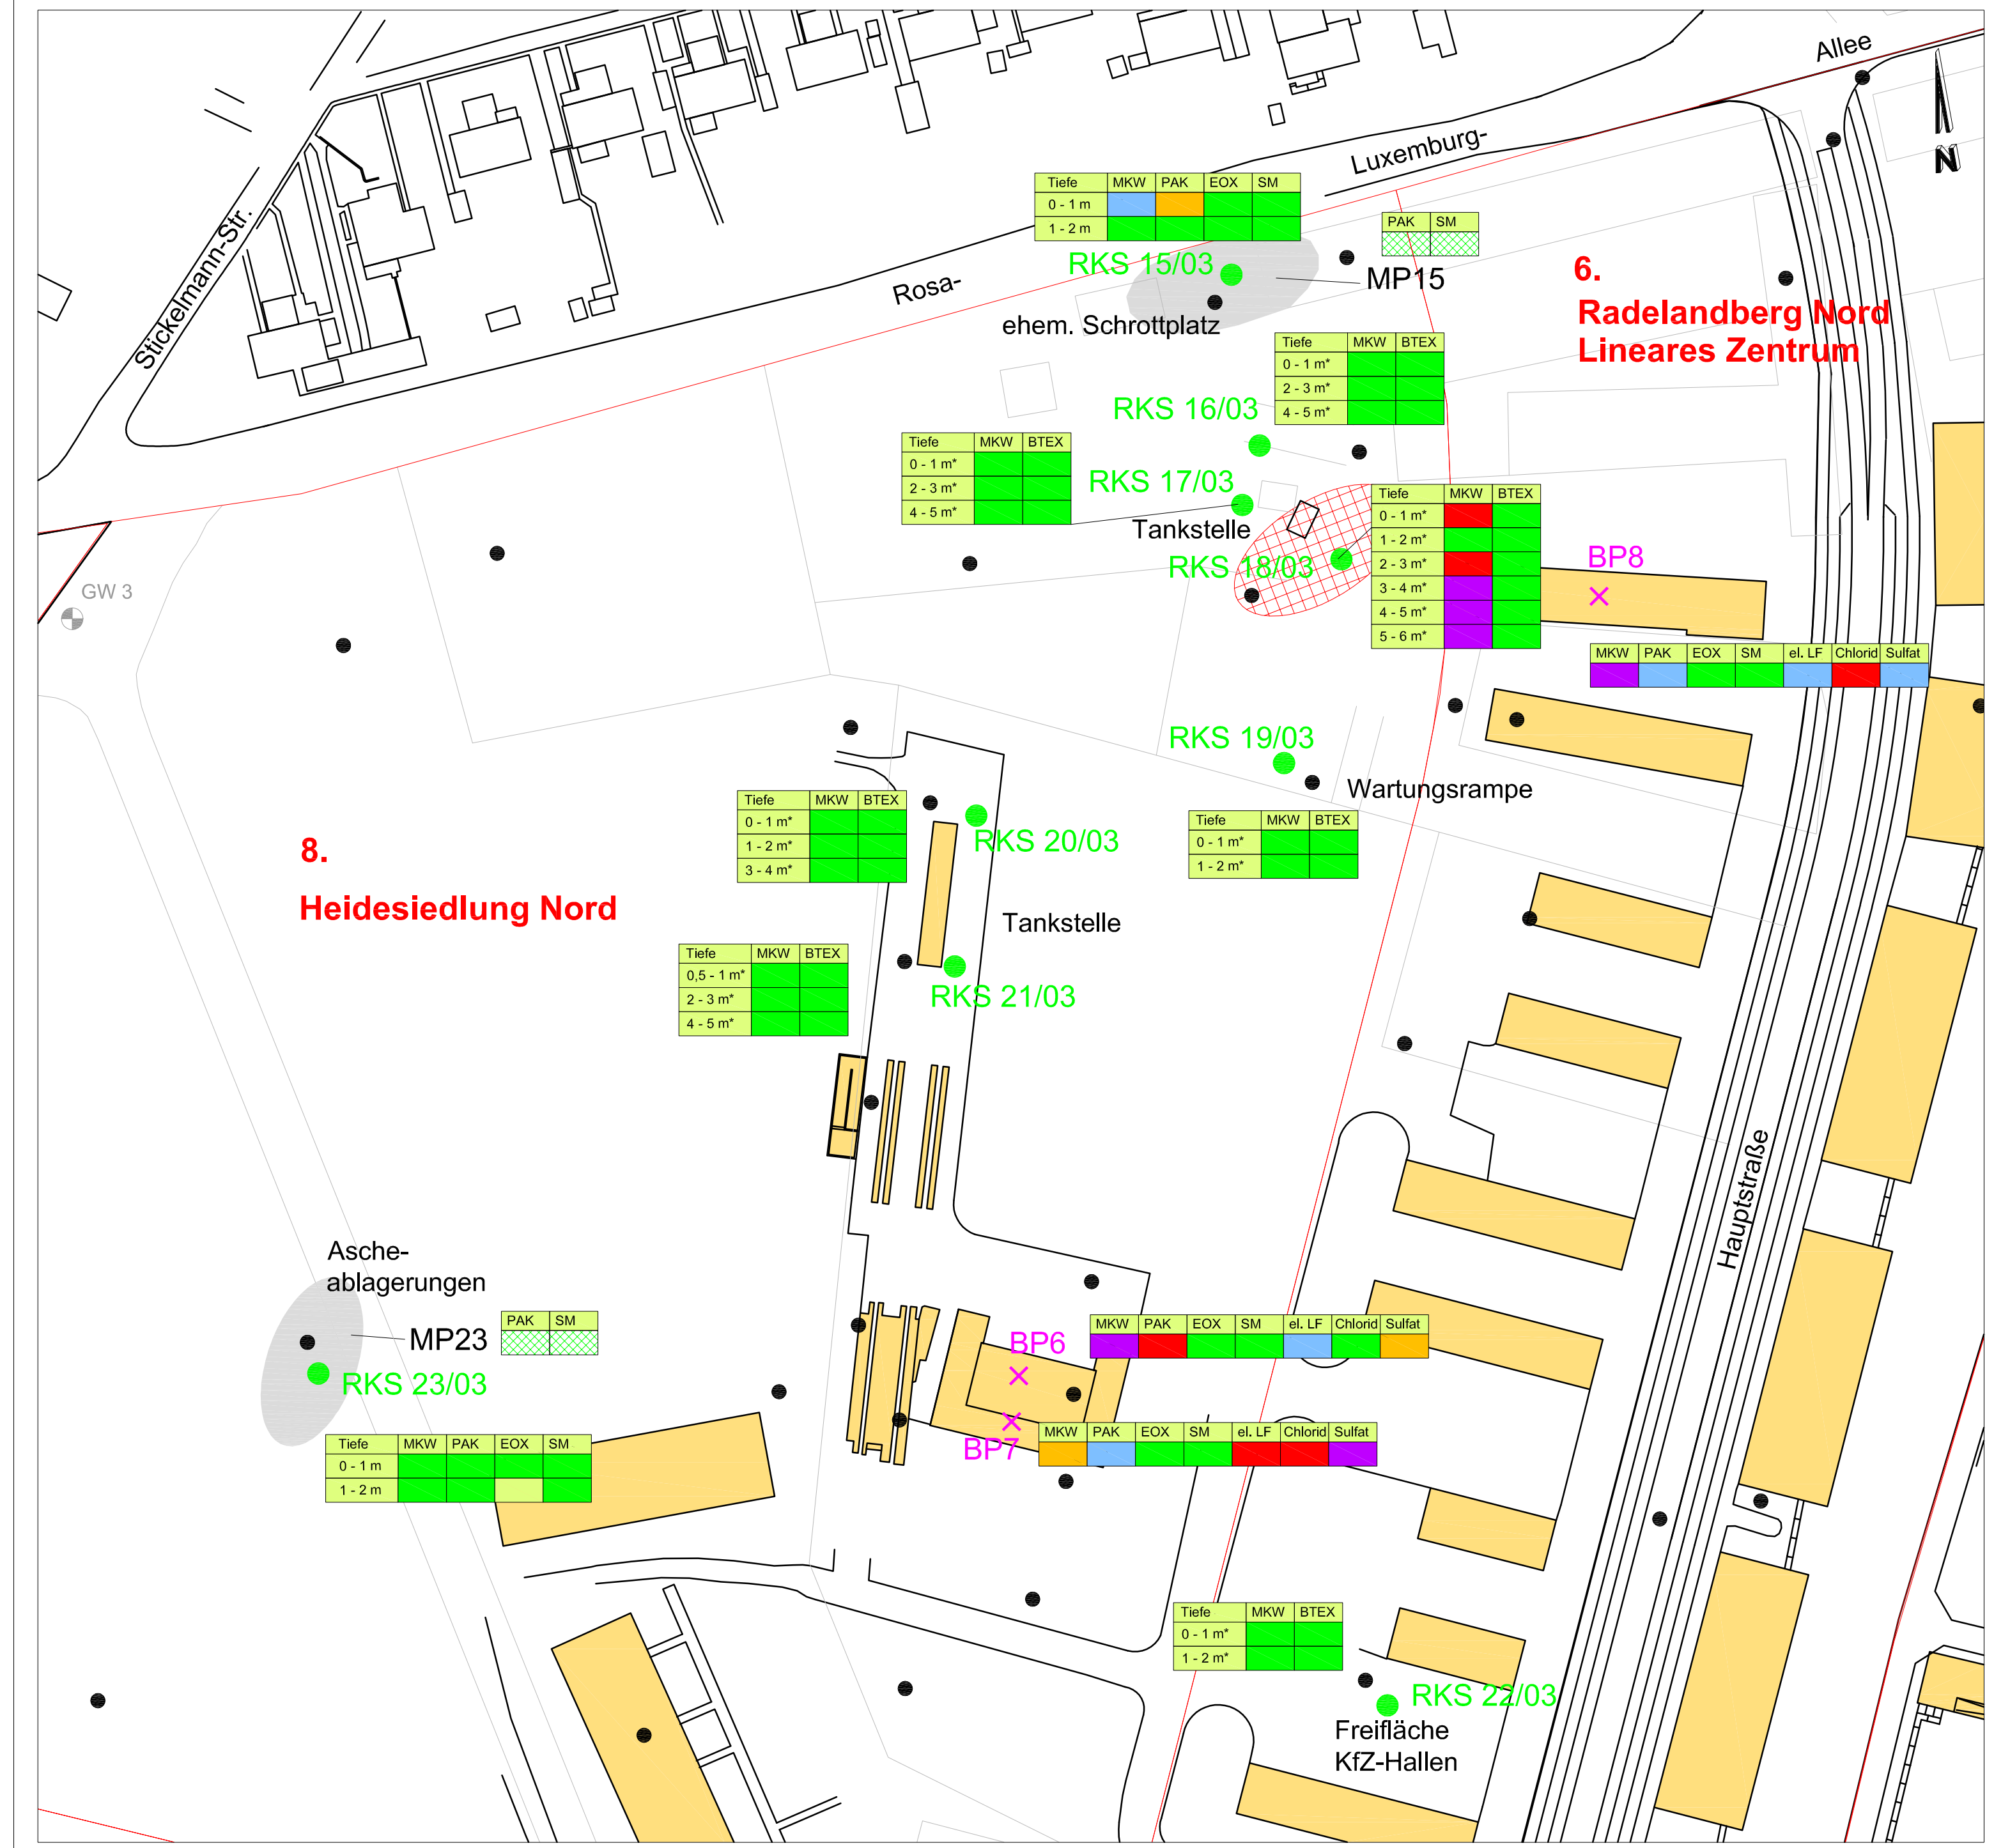 Allee
Luxemburg-
Rosa-
Stickelmann-Str.
N
Tiefe MKW PAK EOX SM
0 - 1 m
1 - 2 m
PAK SM
RKS 15/03
MP15
ehem. Schrottplatz
6.
Radelandberg Nord
Lineares Zentrum
Tiefe MKW BTEX
0 - 1 m*
2 - 3 m*
4 - 5 m*
RKS 16/03
Tiefe MKW BTEX
0 - 1 m*
2 - 3 m*
4 - 5 m*
RKS 17/03
Tankstelle
RKS 18/03
Tiefe MKW BTEX
0 - 1 m*
1 - 2 m*
2 - 3 m*
3 - 4 m*
4 - 5 m*
5 - 6 m*
BP8
MKW PAK EOX SM el. LF Chlorid Sulfat
GW 3
RKS 19/03
Wartungsrampe
Tiefe MKW BTEX
0 - 1 m*
1 - 2 m*
Tiefe MKW BTEX
0 - 1 m*
1 - 2 m*
3 - 4 m*
RKS 20/03
8.
Heidesiedlung Nord
Tankstelle
Tiefe MKW BTEX
0,5 - 1 m*
2 - 3 m*
4 - 5 m*
RKS 21/03
Hauptstraße
Asche-
ablagerungen
MP23
PAK SM
RKS 23/03
Tiefe MKW PAK EOX SM
0 - 1 m
1 - 2 m
BP6
MKW PAK EOX SM el. LF Chlorid Sulfat
BP7
MKW PAK EOX SM el. LF Chlorid Sulfat
Tiefe MKW BTEX
0 - 1 m*
1 - 2 m*
RKS 22/03
Freifläche
KfZ-Hallen